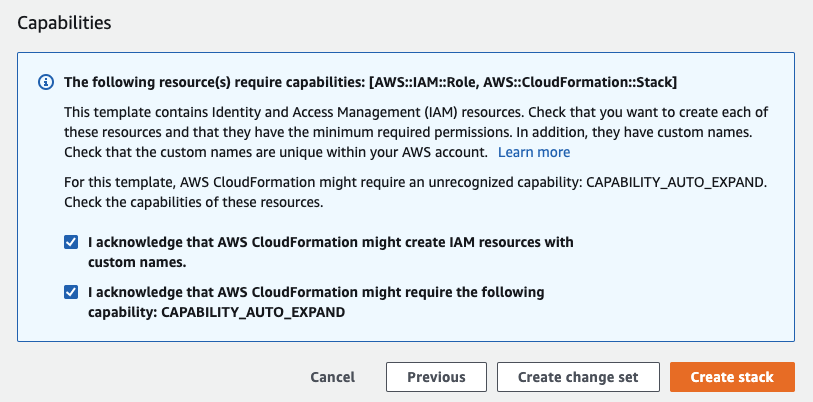 Capabilities
The following resource(s) require capabilities: [AWS::IAM::Role, AWS::CloudFormation::Stack]
This template contains Identity and Access Management (IAM) resources. Check that you want to create each of
these resources and that they have the minimum required permissions. In addition, they have custom names.
Check that the custom names are unique within your AWS account. Learn more
For this template, AWS CloudFormation might require an unrecognized capability: CAPABILITY_AUTO_EXPAND.
Check the capabilities of these resources.
I acknowledge that AWS CloudFormation might create IAM resources with
custom names.
I acknowledge that AWS CloudFormation might require the following
capability: CAPABILITY_AUTO_EXPAND
Cancel Previous Create change set Create stack